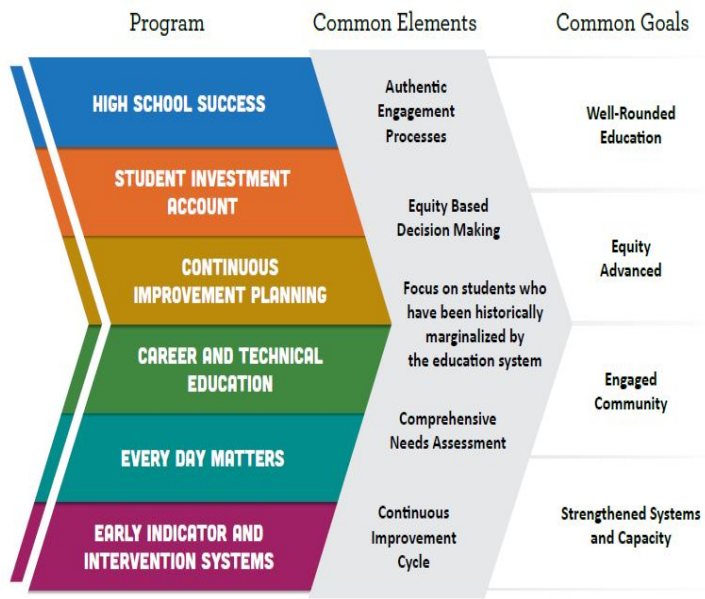 Program
Common Elements
Common Goals
HIGH SCHOOL SUCCESS
STUDENT INVESTMENT
ACCOUNT
CONTINUOUS
IMPROVEMENT PLANNING
CAREER AND TECHNICAL
EDUCATION
EVERY DAY MATTERS
EARLY INDICATOR AND
INTERVENTION SYSTEMS
Authentic
Engagement
Processes
Equity Based
Decision Making
Focus on students who
have been historically
marginalized by
the education system
Comprehensive
Needs Assessment
Continuous
Improvement
Cycle
Well-Rounded
Education
Equity
Advanced
Engaged
Community
Strengthened Systems
and Capacity